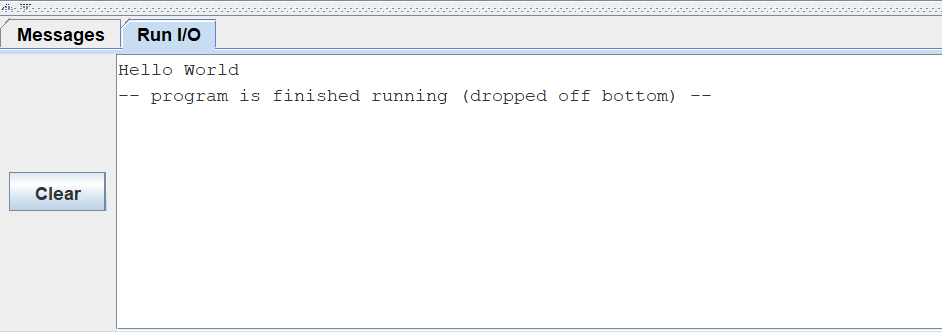 Messages
Run I/O
Hello World
-- program is finished running (dropped off bottom) --
Clear